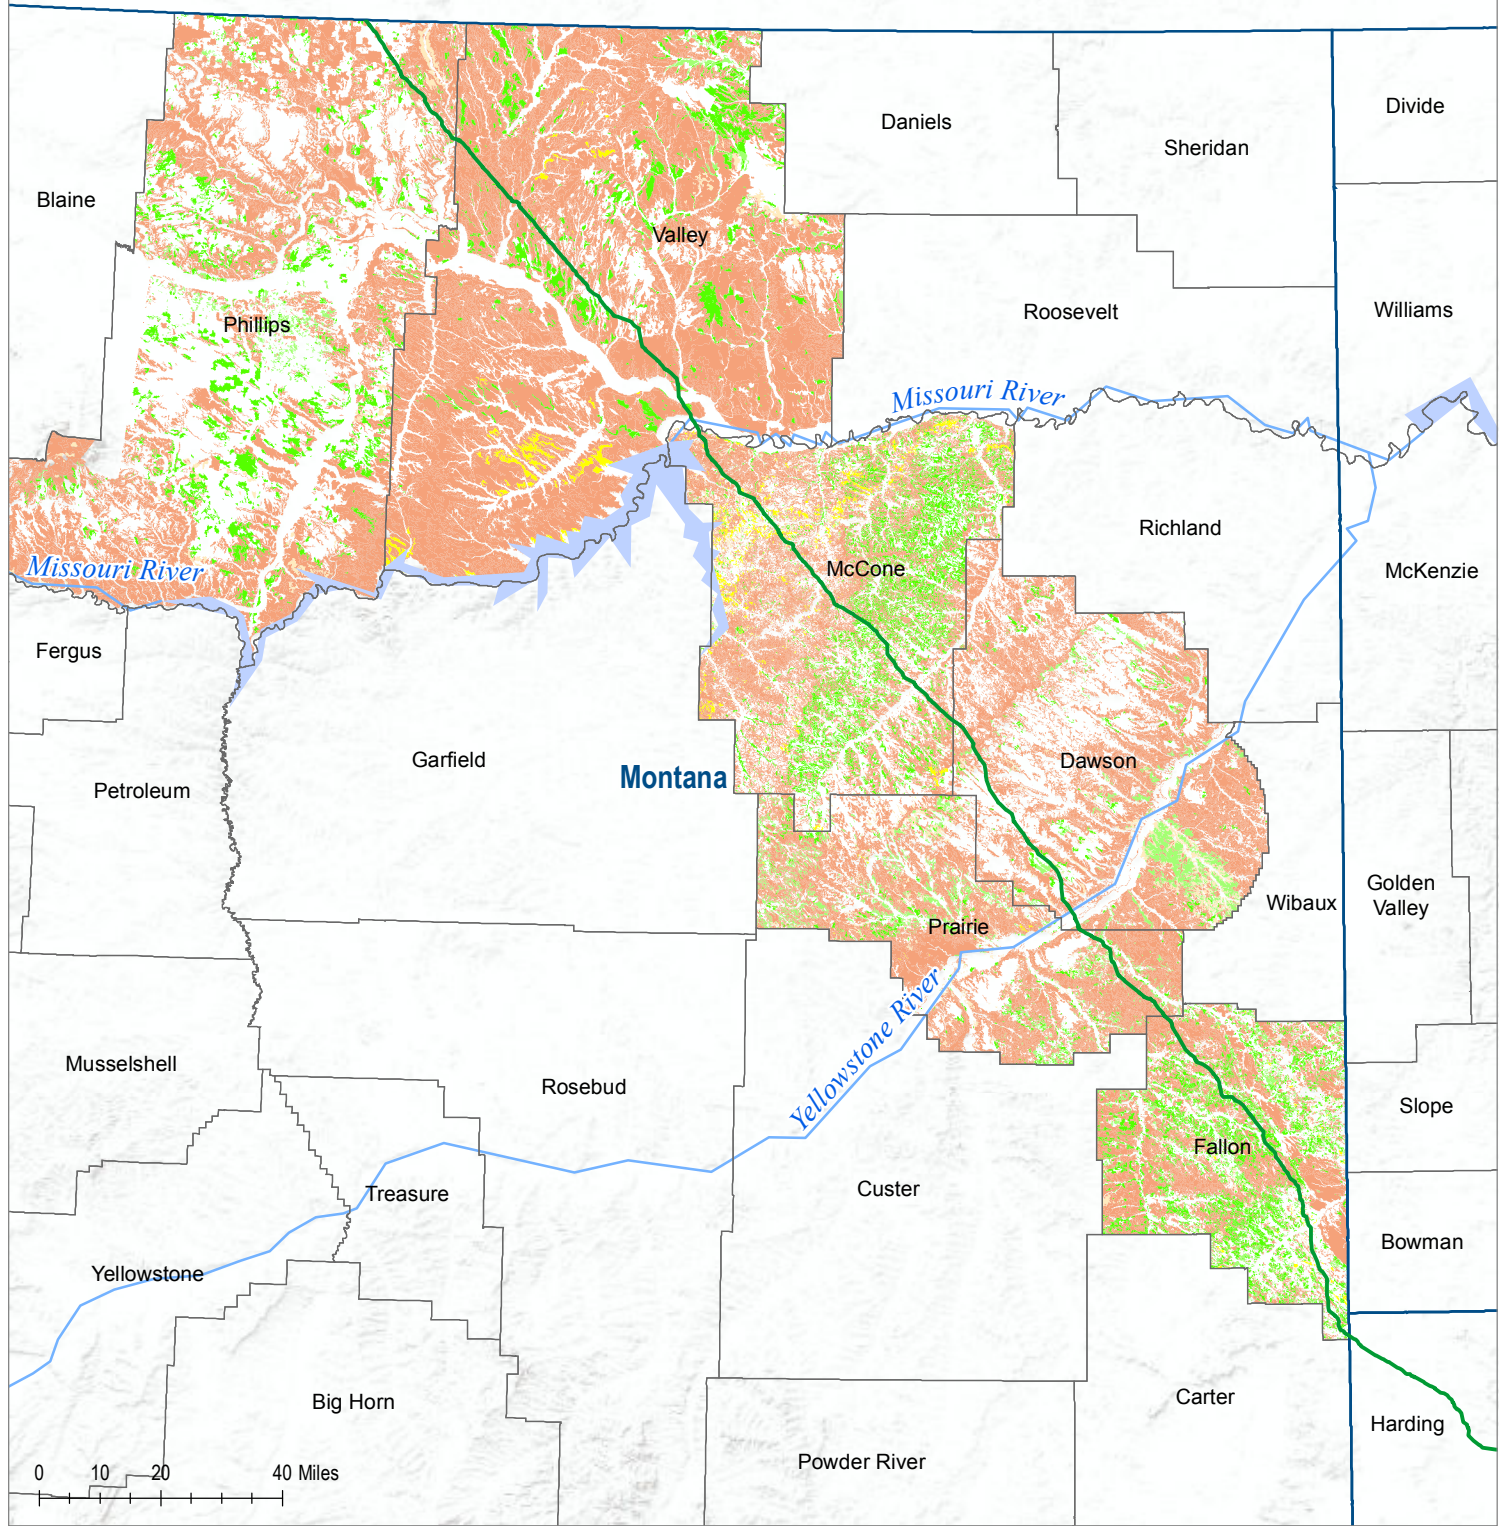 Divide
Daniels
Sheridan
Blaine
Valley
Williams
Roosevelt
Phillips
Missouri River
Richland
McCone
McKenzie
Missouri River
Fergus
Garfield
Dawson
Montana
Petroleum
Golden
Valley
Wibaux
Prairie
Yellowstone River
Musselshell
Rosebud
Slope
Fallon
Custer
Treasure
Bowman
Yellowstone
Big Horn
Carter
Harding
Powder River
0 10 20 40 Miles